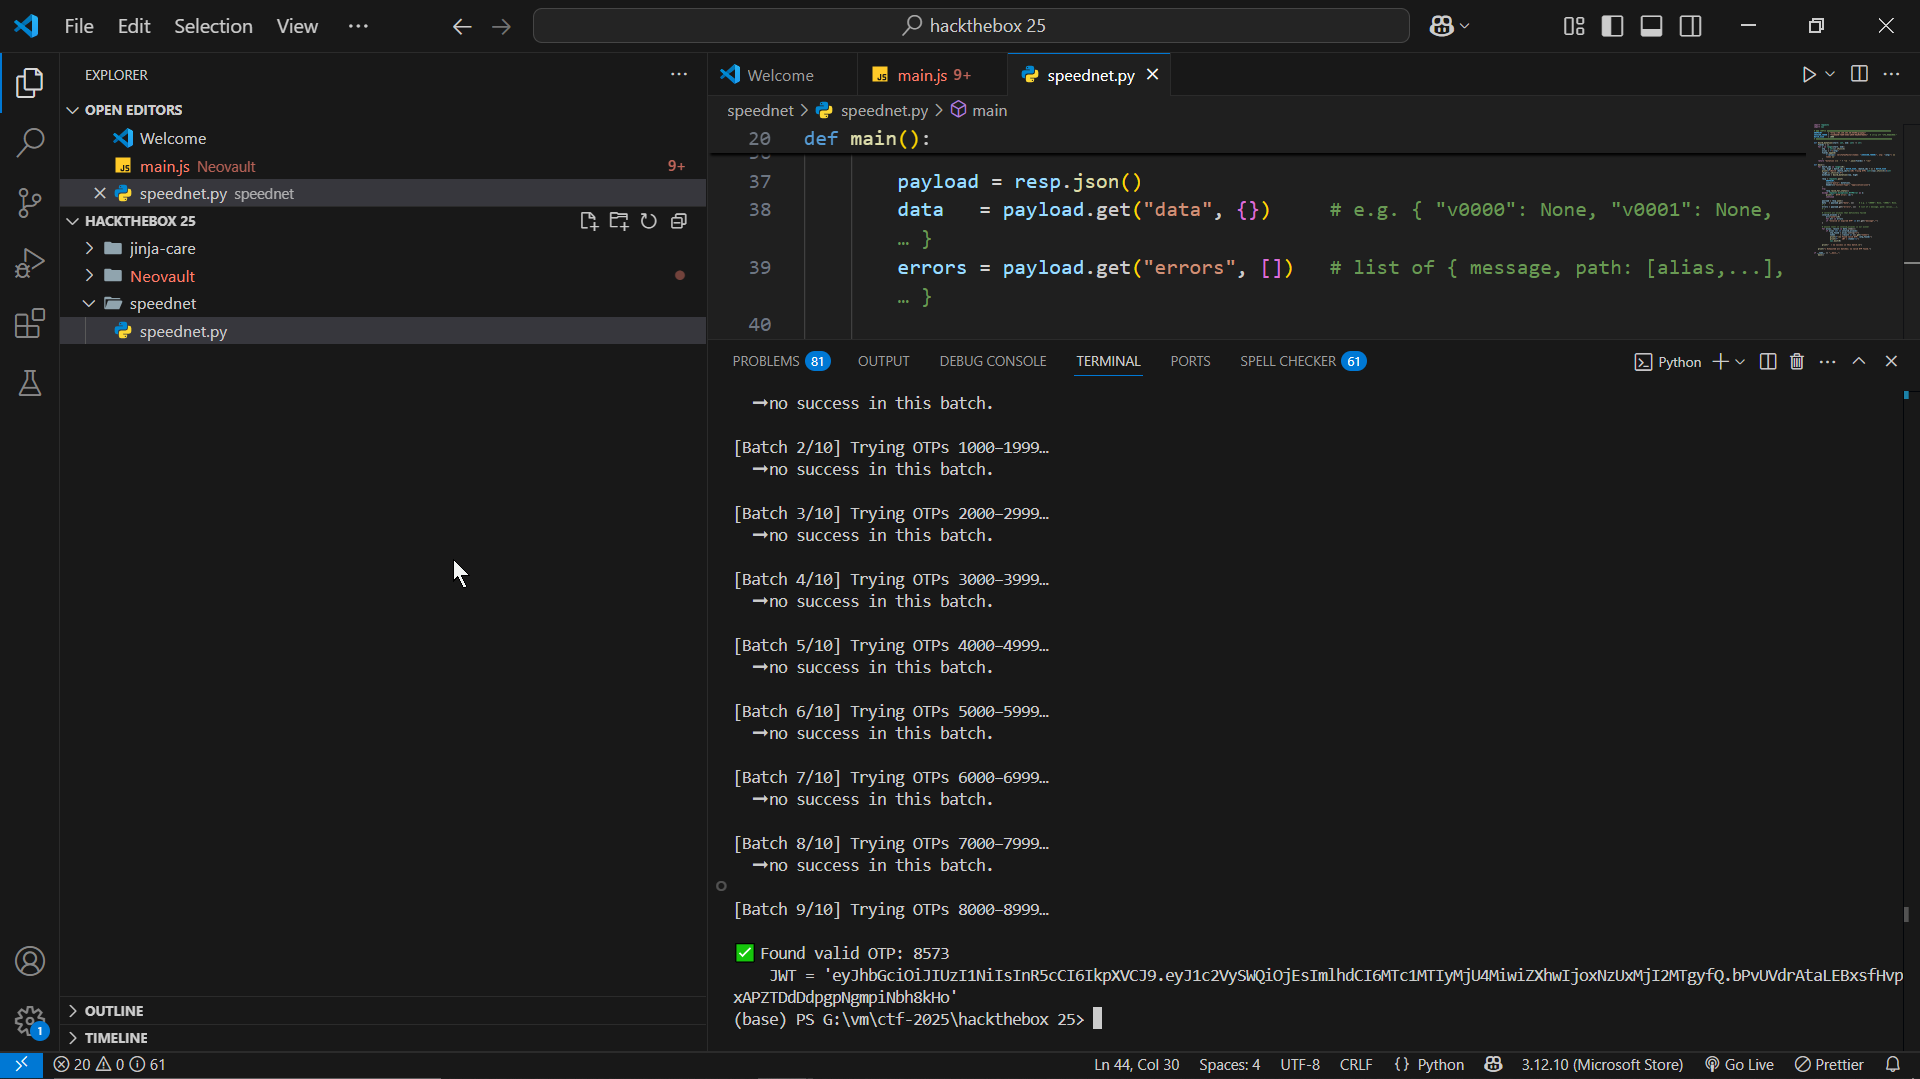 File Edit Selection View ··· hackthebox 25
EXPLORER
OPEN EDITORS
Welcome
main.js Neovault 9+
speednet.py speednet
HACKTHEBOX 25
jinja-care
Neovault
speednet
speednet.py
OUTLINE
TIMELINE
1
Welcome main.js 9+ speednet.py
speednet > speednet.py > main
20 def main():
37 payload = resp.json()
38 data = payload.get("data", {}) # e.g. { "v0000": None, "v0001": None,
… }
39 errors = payload.get("errors", []) # list of { message, path: [alias,...],
… }
40
PROBLEMS 81 OUTPUT DEBUG CONSOLE TERMINAL PORTS SPELL CHECKER 61 Python
→no success in this batch.
[Batch 2/10] Trying OTPs 1000–1999…
→no success in this batch.
[Batch 3/10] Trying OTPs 2000–2999…
→no success in this batch.
[Batch 4/10] Trying OTPs 3000–3999…
→no success in this batch.
[Batch 5/10] Trying OTPs 4000–4999…
→no success in this batch.
[Batch 6/10] Trying OTPs 5000–5999…
→no success in this batch.
[Batch 7/10] Trying OTPs 6000–6999…
→no success in this batch.
[Batch 8/10] Trying OTPs 7000–7999…
→no success in this batch.
[Batch 9/10] Trying OTPs 8000–8999…
✅ Found valid OTP: 8573
JWT = 'eyJhbGciOiJIUzI1NiIsInR5cCI6IkpXVCJ9.eyJ1c2VySWQiOjEsImlhdCI6MTc1MTIyMjU4MiwiZXhwIjoxNzUxMjI2MTgyfQ.bPvUVdrAtaLEBxsfHvp
xAPZTDdDdpgpNgmpiNbh8kHo'
(base) PS G:\vm\ctf-2025\hackthebox 25>
20 0 61 Ln 44, Col 30 Spaces: 4 UTF-8 CRLF {} Python 3.12.10 (Microsoft Store) Go Live Prettier